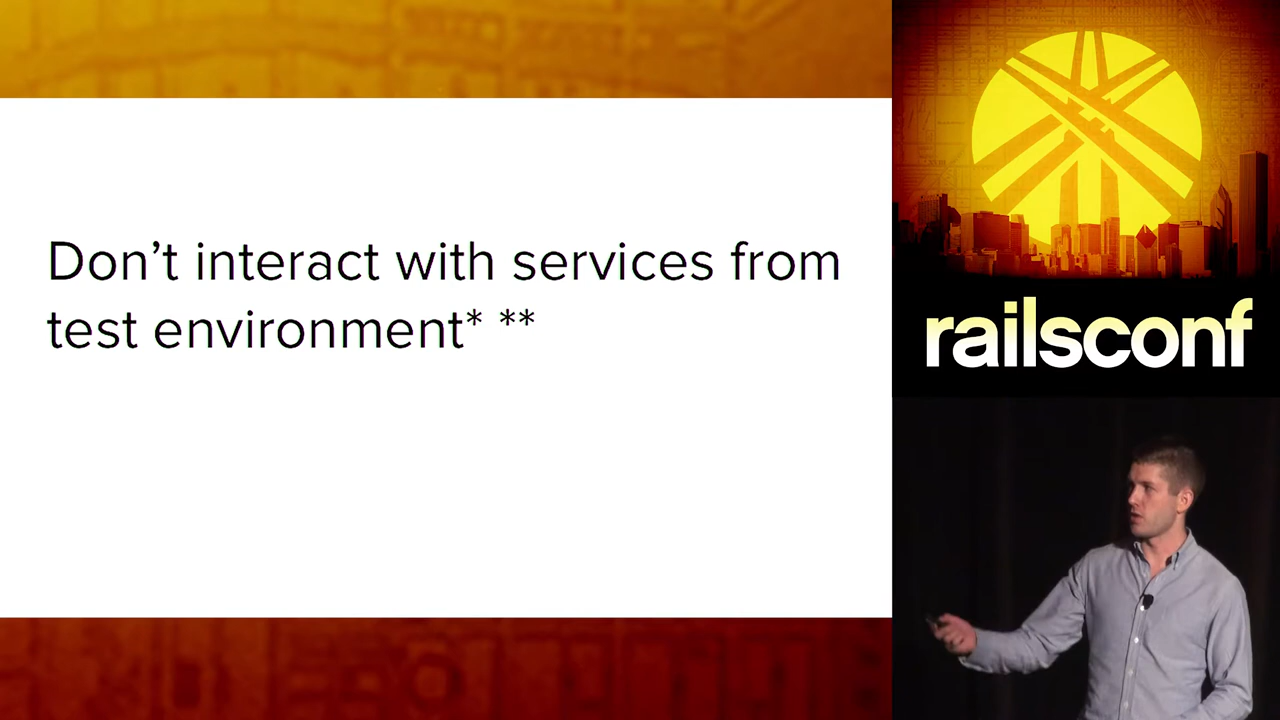 Don’t interact with services from
test environment* **
railsconf